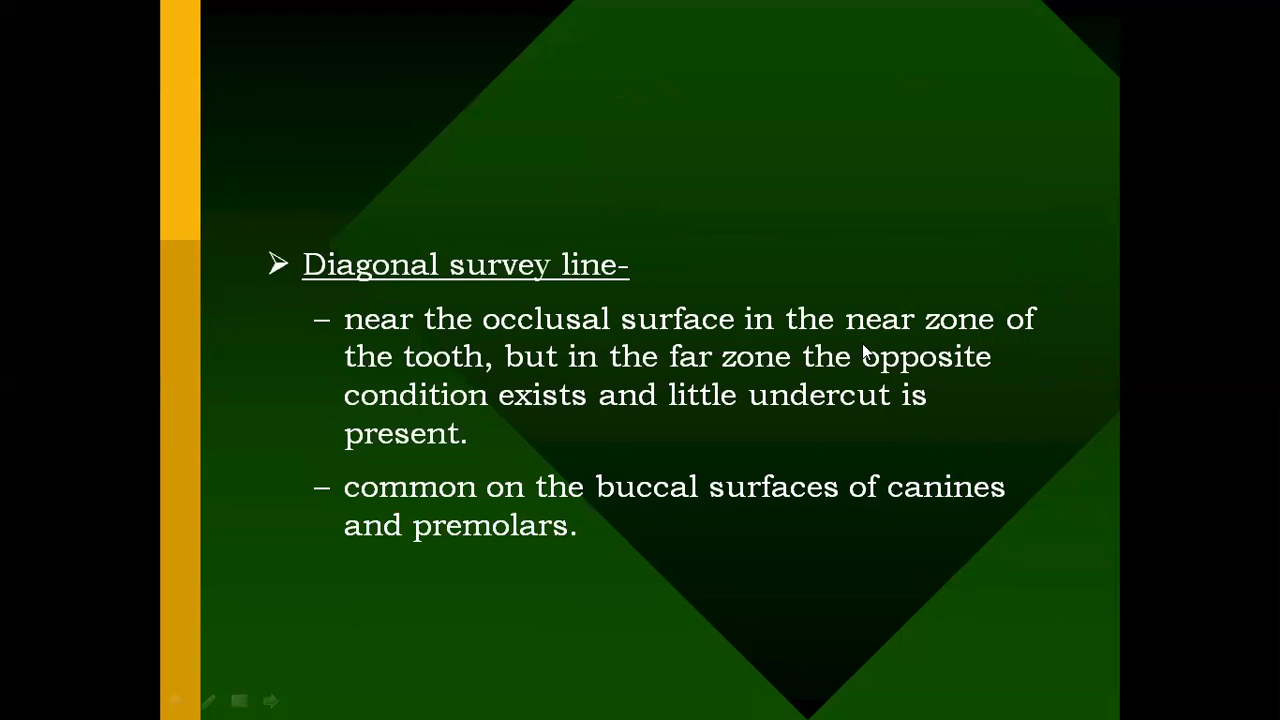 ➢ Diagonal survey line-
– near the occlusal surface in the near zone of
the tooth, but in the far zone the opposite
condition exists and little undercut is
present.
– common on the buccal surfaces of canines
and premolars.